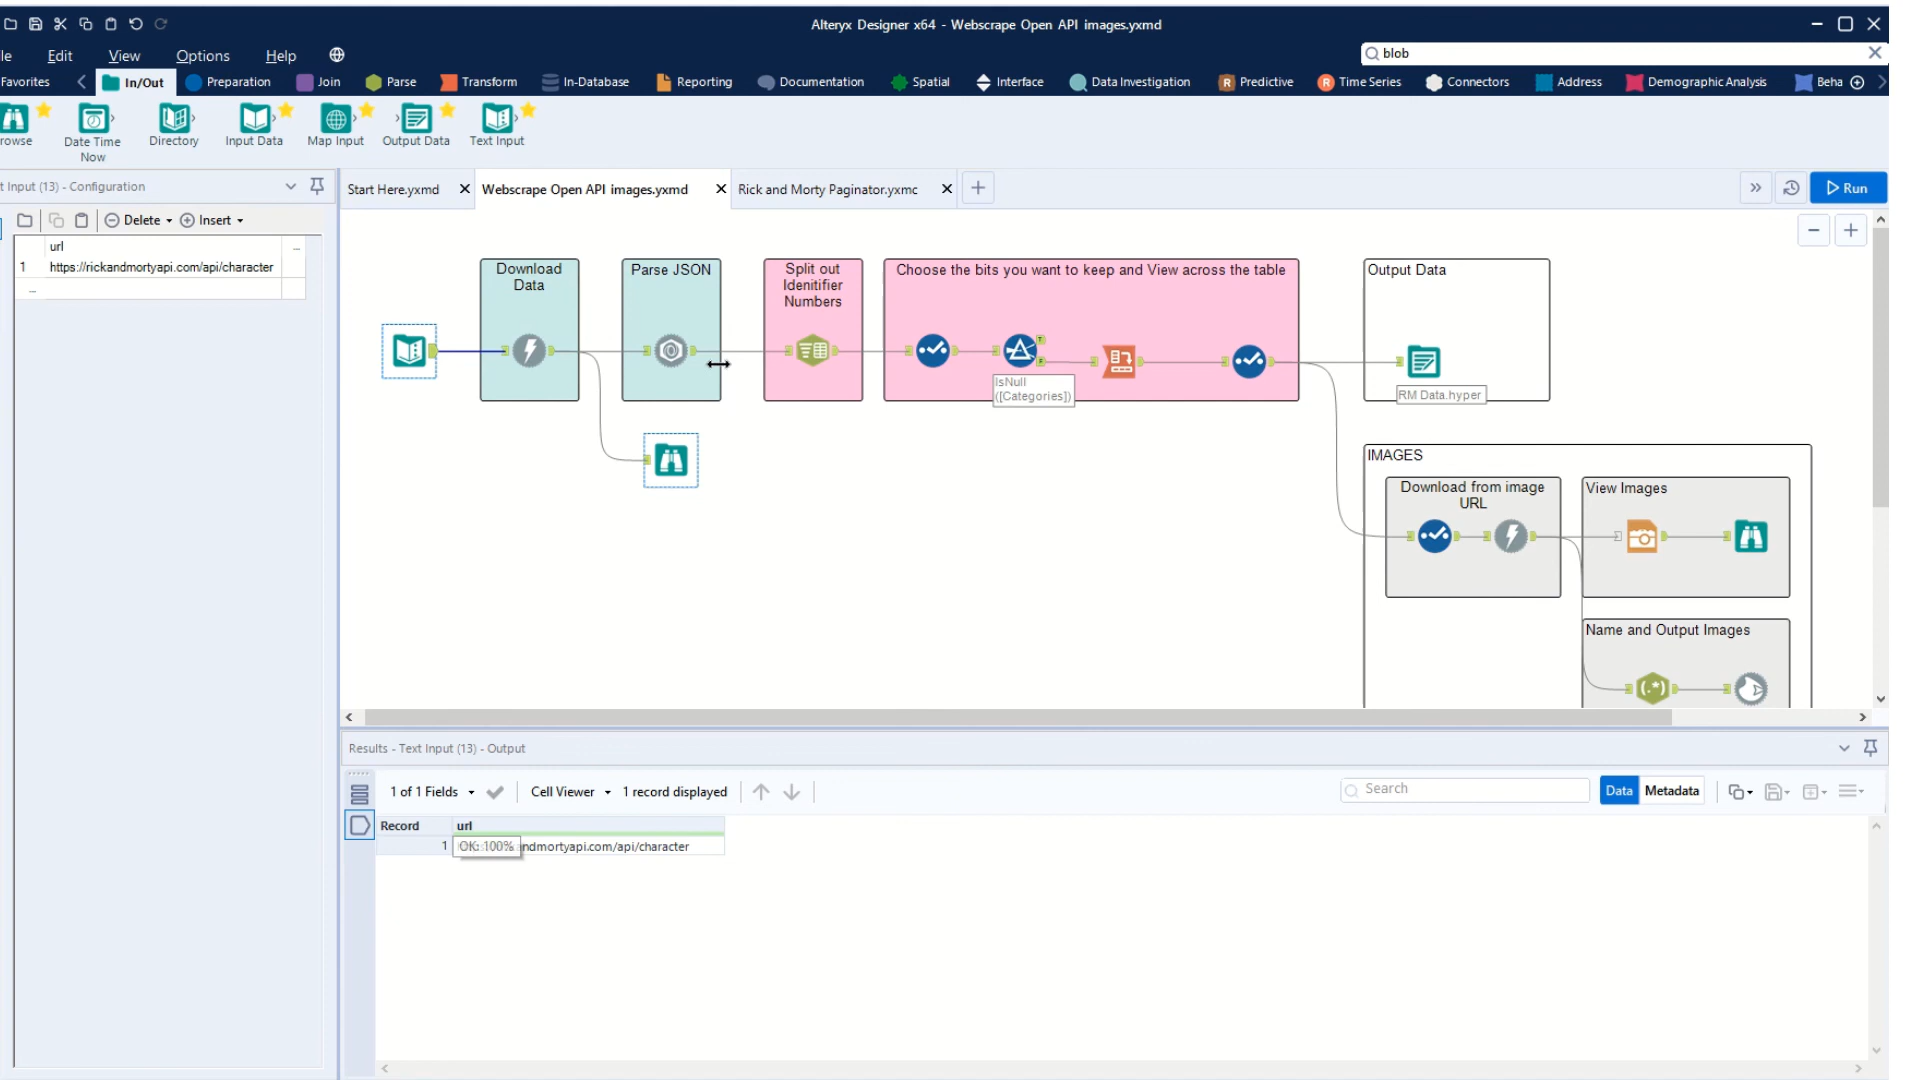 Alteryx Designer x64 - Webscrape Open API images.yxmd
le Edit View Options Help
blob
Favorites In/Out Preparation Join Parse Transform In-Database Reporting Documentation Spatial Interface Data Investigation Predictive Time Series Connectors Address Demographic Analysis Beha
rowse Date Time Now Directory Input Data Map Input Output Data Text Input
t Input (13) - Configuration
Start Here.yxmd Webscrape Open API images.yxmd Rick and Morty Paginator.yxmc Run
Delete Insert
url
1 https://rickandmortyapi.com/api/character
Download
Data
Parse JSON
Split out
Idenitifier
Numbers
Choose the bits you want to keep and View across the table
Output Data
IsNull
([Categories])
RM Data.hyper
IMAGES
Download from image
URL
View Images
Name and Output Images
(.*)
Results - Text Input (13) - Output
1 of 1 Fields Cell Viewer 1 record displayed Search Data Metadata
Record url
1 OK: 100% andmortyapi.com/api/character